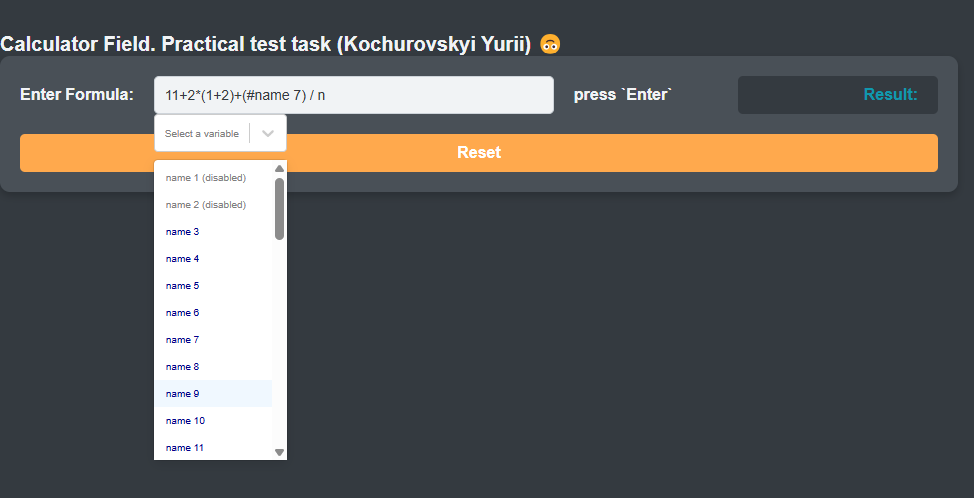 Calculator Field. Practical test task (Kochurovskyi Yurii) 🙃
Enter Formula: 11+2*(1+2)+(#name 7) / n press `Enter` Result:
Select a variable
Reset
name 1 (disabled)
name 2 (disabled)
name 3
name 4
name 5
name 6
name 7
name 8
name 9
name 10
name 11